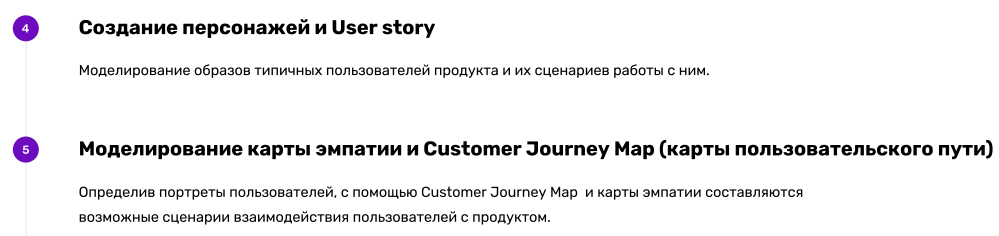 4
Создание персонажей и User story
Моделирование образов типичных пользователей продукта и их сценариев работы с ним.
5
Моделирование карты эмпатии и Customer Journey Map (карты пользовательского пути)
Определив портреты пользователей, с помощью Customer Journey Map  и карты эмпатии составляются
возможные сценарии взаимодействия пользователей с продуктом.